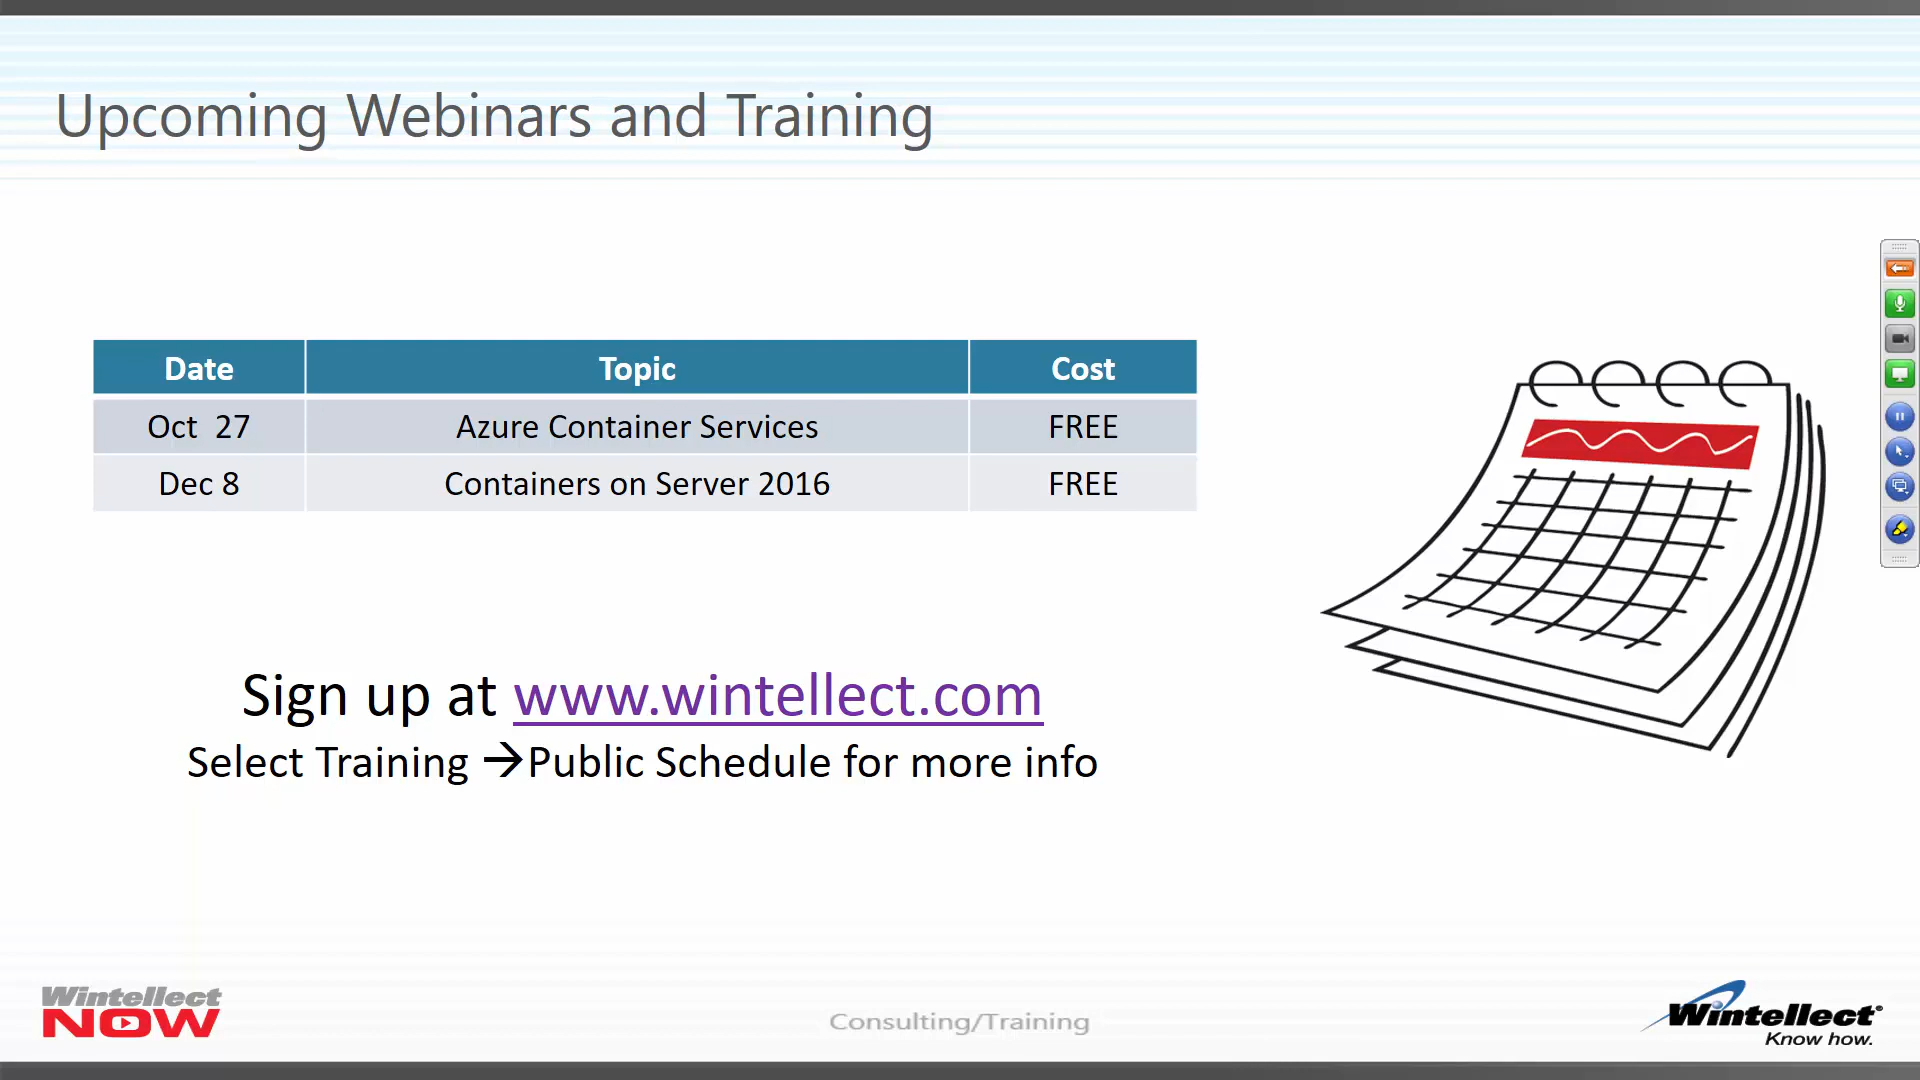 Upcoming Webinars and Training
Date Topic Cost
Oct 27 Azure Container Services FREE
Dec 8 Containers on Server 2016 FREE
Sign up at www.wintellect.com
Select Training →Public Schedule for more info
Wintellect
NOW
Consulting/Training
Wintellect®
Know how.